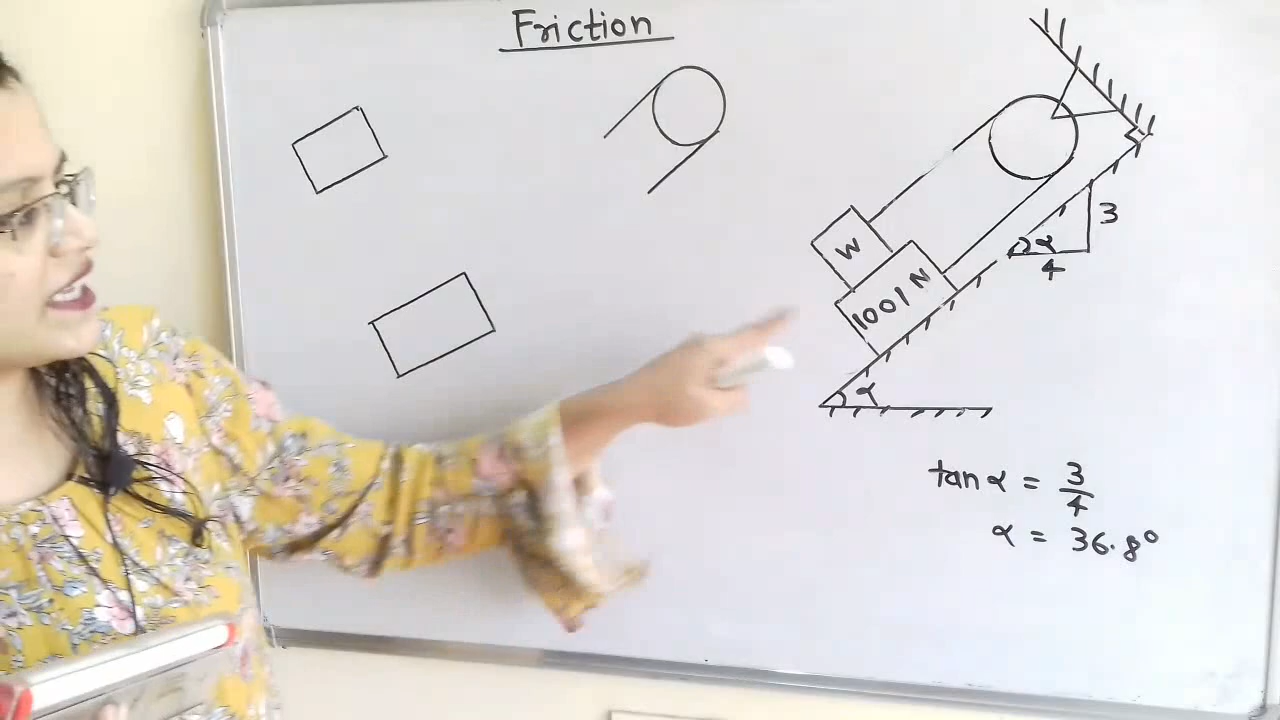 Friction
3
α
4
W
1001 N
α
tan α = 3/4
α = 36.8°